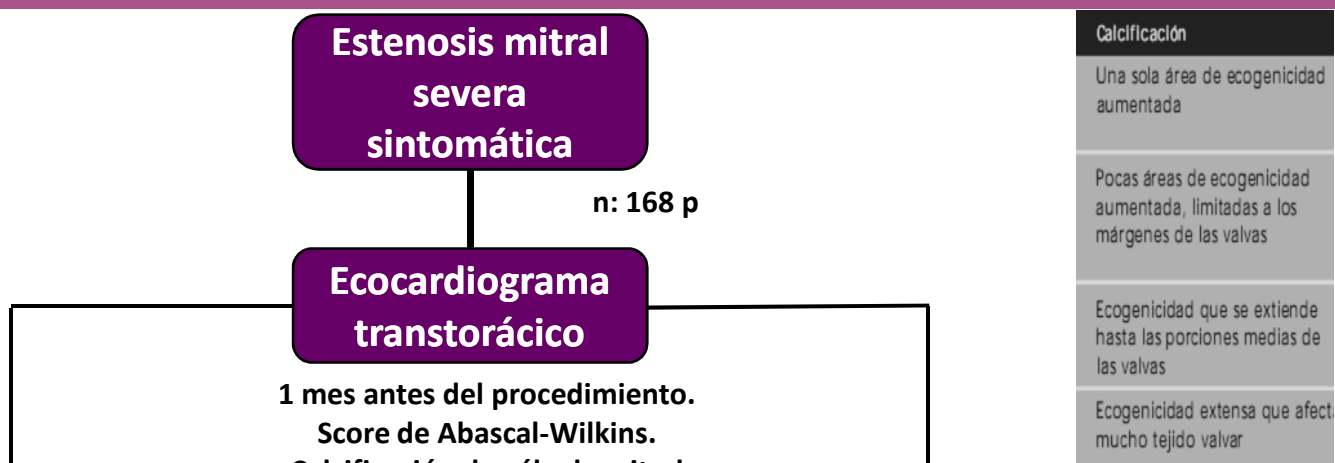 Estenosis mitral
severa
sintomática
n: 168 p
Ecocardiograma
transtorácico
1 mes antes del procedimiento.
Score de Abascal-Wilkins.
Calcificación
Una sola área de ecogenicidad
aumentada
Pocas áreas de ecogenicidad
aumentada, limitadas a los
márgenes de las valvas
Ecogenicidad que se extiende
hasta las porciones medias de
las valvas
Ecogenicidad extensa que afecta
mucho tejido valvar